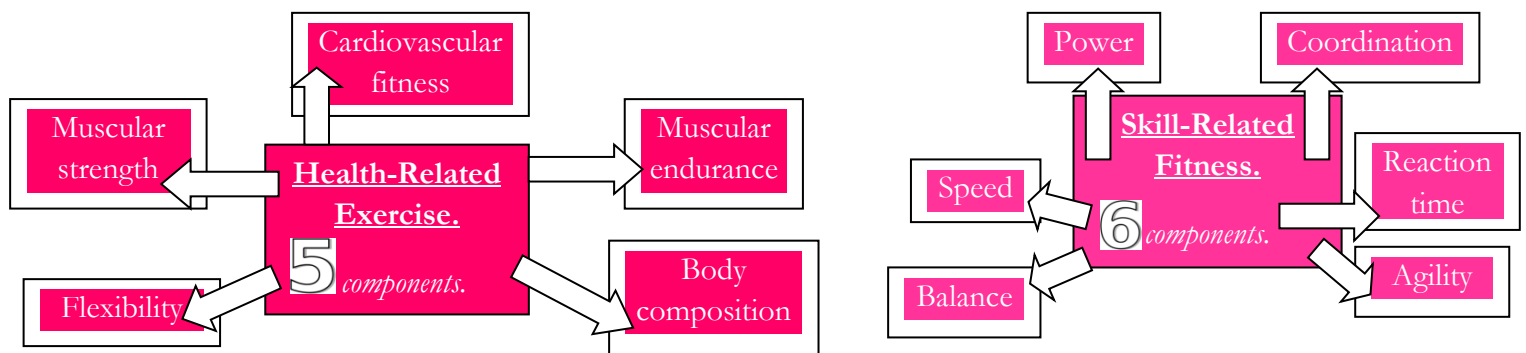 Cardiovascular
fitness
Muscular
strength
Muscular
endurance
Health-Related
Exercise.
5 components.
Flexibility
Body
composition
Power
Coordination
Skill-Related
Fitness.
6 components.
Speed
Reaction
time
Balance
Agility